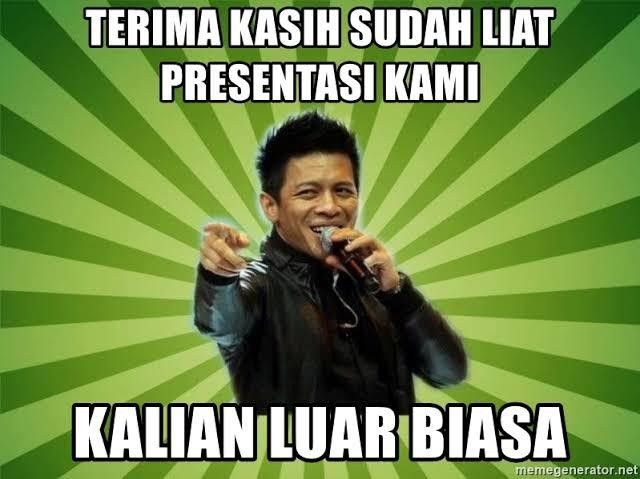 TERIMA KASIH SUDAH LIAT
PRESENTASI KAMI
KALIAN LUAR BIASA
memegenerator.net